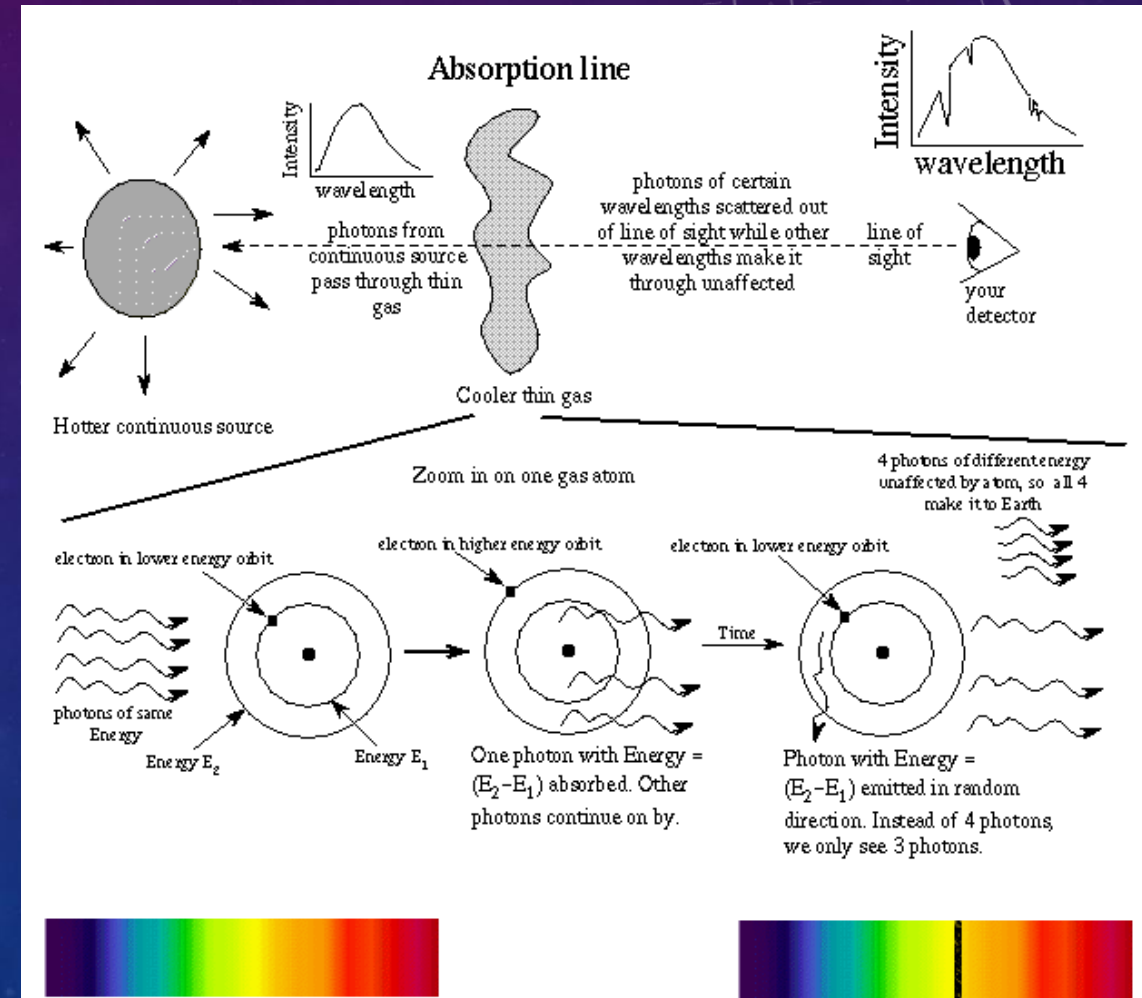 Absorption line
Intensity
wavelength
Intensity
wavelength
photons from
continuous source
pass through thin
gas
photons of certain
wavelengths scattered out
of line of sight while other
wavelengths make it
through unaffected
line of
sight
your
detector
Hotter continuous source
Cooler thin gas
Zoom in on one gas atom
4 photons of different energy
unaffected by atom, so all 4
make it to Earth
electron in lower energy orbit
electron in higher energy orbit
electron in lower energy orbit
Time
photons of same
Energy
Energy E₂
Energy E₁
One photon with Energy =
(E₂-E₁) absorbed. Other
photons continue on by.
Photon with Energy =
(E₂-E₁) emitted in random
direction. Instead of 4 photons,
we only see 3 photons.